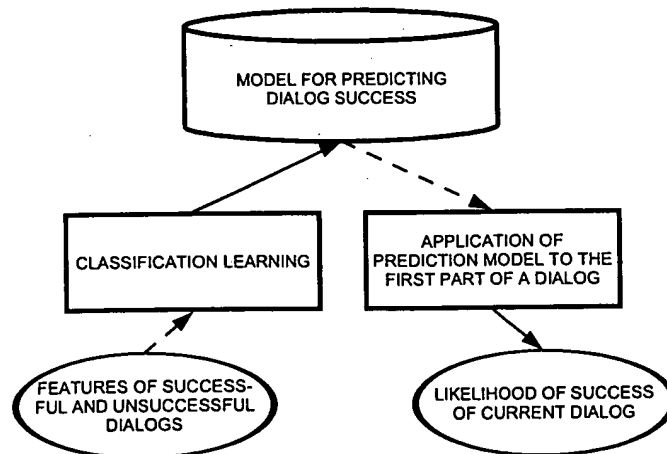 MODEL FOR PREDICTING
DIALOG SUCCESS
CLASSIFICATION LEARNING
APPLICATION OF
PREDICTION MODEL TO THE
FIRST PART OF A DIALOG
FEATURES OF SUCCESS-
FUL AND UNSUCCESSFUL
DIALOGS
LIKELIHOOD OF SUCCESS
OF CURRENT DIALOG